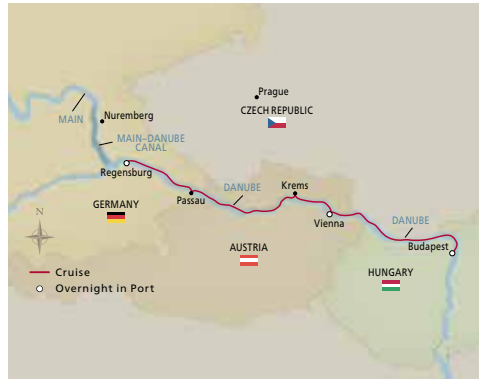 Prague
CZECH REPUBLIC
MAIN
Nuremberg
MAIN–DANUBE
CANAL
Regensburg
GERMANY
Passau
DANUBE
Krems
Vienna
DANUBE
Budapest
N
AUSTRIA
HUNGARY
Cruise
Overnight in Port